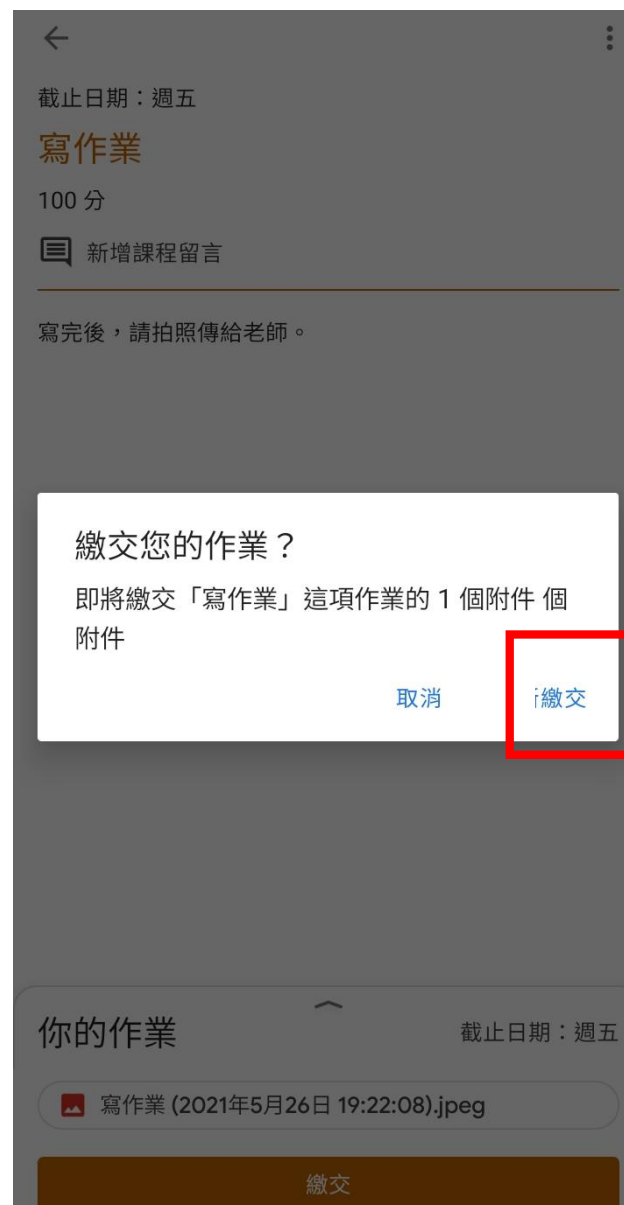 截止日期：週五
寫作業
100 分
新增課程留言
寫完後，請拍照傳給老師。
繳交您的作業？
即將繳交「寫作業」這項作業的 1 個附件 個
附件
取消 繳交
你的作業 截止日期：週五
寫作業 (2021年5月26日 19:22:08).jpeg
繳交